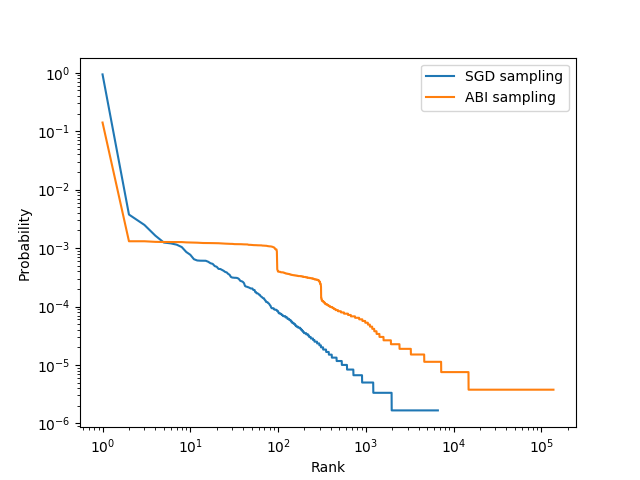 SGD sampling
ABI sampling
Probability
10⁰
10⁻¹
10⁻²
10⁻³
10⁻⁴
10⁻⁵
10⁻⁶
10⁰ 10¹ 10² 10³ 10⁴ 10⁵
Rank